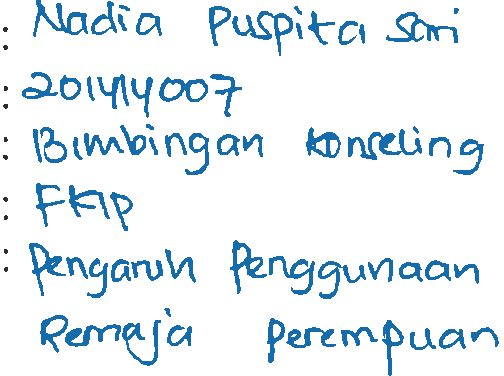 : Nadia Puspita Sari
: 201414007
: Bimbingan Konseling
: FKIP
: Pengaruh Penggunaan
Remaja Perempuan